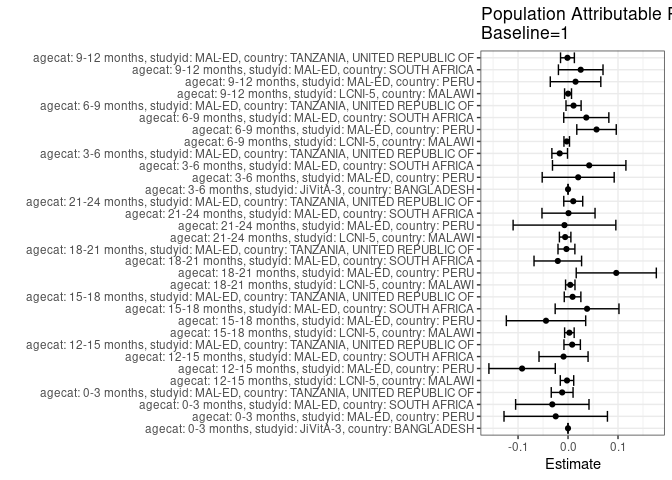 Population Attributable
Baseline=1
agecat: 9-12 months, studyid: MAL-ED, country: TANZANIA, UNITED REPUBLIC OF
agecat: 9-12 months, studyid: MAL-ED, country: SOUTH AFRICA
agecat: 9-12 months, studyid: MAL-ED, country: PERU
agecat: 9-12 months, studyid: LCNI-5, country: MALAWI
agecat: 6-9 months, studyid: MAL-ED, country: TANZANIA, UNITED REPUBLIC OF
agecat: 6-9 months, studyid: MAL-ED, country: SOUTH AFRICA
agecat: 6-9 months, studyid: MAL-ED, country: PERU
agecat: 6-9 months, studyid: LCNI-5, country: MALAWI
agecat: 3-6 months, studyid: MAL-ED, country: TANZANIA, UNITED REPUBLIC OF
agecat: 3-6 months, studyid: MAL-ED, country: SOUTH AFRICA
agecat: 3-6 months, studyid: MAL-ED, country: PERU
agecat: 3-6 months, studyid: JiVitA-3, country: BANGLADESH
agecat: 21-24 months, studyid: MAL-ED, country: TANZANIA, UNITED REPUBLIC OF
agecat: 21-24 months, studyid: MAL-ED, country: SOUTH AFRICA
agecat: 21-24 months, studyid: MAL-ED, country: PERU
agecat: 21-24 months, studyid: LCNI-5, country: MALAWI
agecat: 18-21 months, studyid: MAL-ED, country: TANZANIA, UNITED REPUBLIC OF
agecat: 18-21 months, studyid: MAL-ED, country: SOUTH AFRICA
agecat: 18-21 months, studyid: MAL-ED, country: PERU
agecat: 18-21 months, studyid: LCNI-5, country: MALAWI
agecat: 15-18 months, studyid: MAL-ED, country: TANZANIA, UNITED REPUBLIC OF
agecat: 15-18 months, studyid: MAL-ED, country: SOUTH AFRICA
agecat: 15-18 months, studyid: MAL-ED, country: PERU
agecat: 15-18 months, studyid: LCNI-5, country: MALAWI
agecat: 12-15 months, studyid: MAL-ED, country: TANZANIA, UNITED REPUBLIC OF
agecat: 12-15 months, studyid: MAL-ED, country: SOUTH AFRICA
agecat: 12-15 months, studyid: MAL-ED, country: PERU
agecat: 12-15 months, studyid: LCNI-5, country: MALAWI
agecat: 0-3 months, studyid: MAL-ED, country: TANZANIA, UNITED REPUBLIC OF
agecat: 0-3 months, studyid: MAL-ED, country: SOUTH AFRICA
agecat: 0-3 months, studyid: MAL-ED, country: PERU
agecat: 0-3 months, studyid: JiVitA-3, country: BANGLADESH
-0.1 0.0 0.1
Estimate